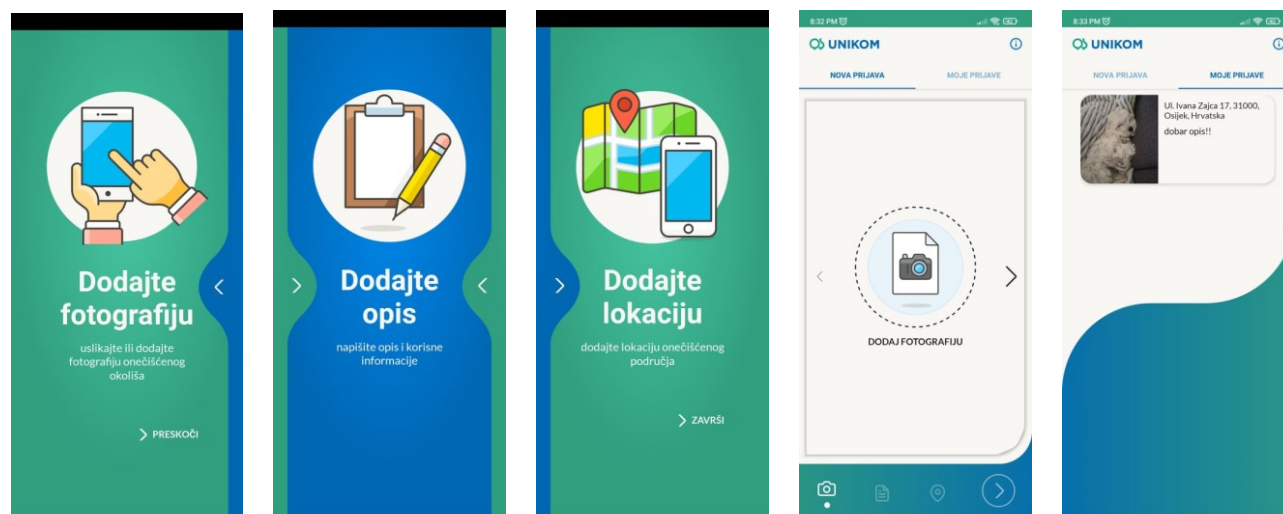 Dodajte
fotografiju
uslikajte ili dodajte
fotografiju onečišćenog
okoliša
PRESKOČI
Dodajte
opis
napišite opis i korisne
informacije
Dodajte
lokaciju
dodajte lokaciju onečišćenog
područja
ZAVRŠI
8:32 PM
UNIKOM
NOVA PRIJAVA
MOJE PRIJAVE
DODAJ FOTOGRAFIJU
8:33 PM
UNIKOM
NOVA PRIJAVA
MOJE PRIJAVE
Ul. Ivana Zajca 17, 31000,
Osijek, Hrvatska
dobar opis!!